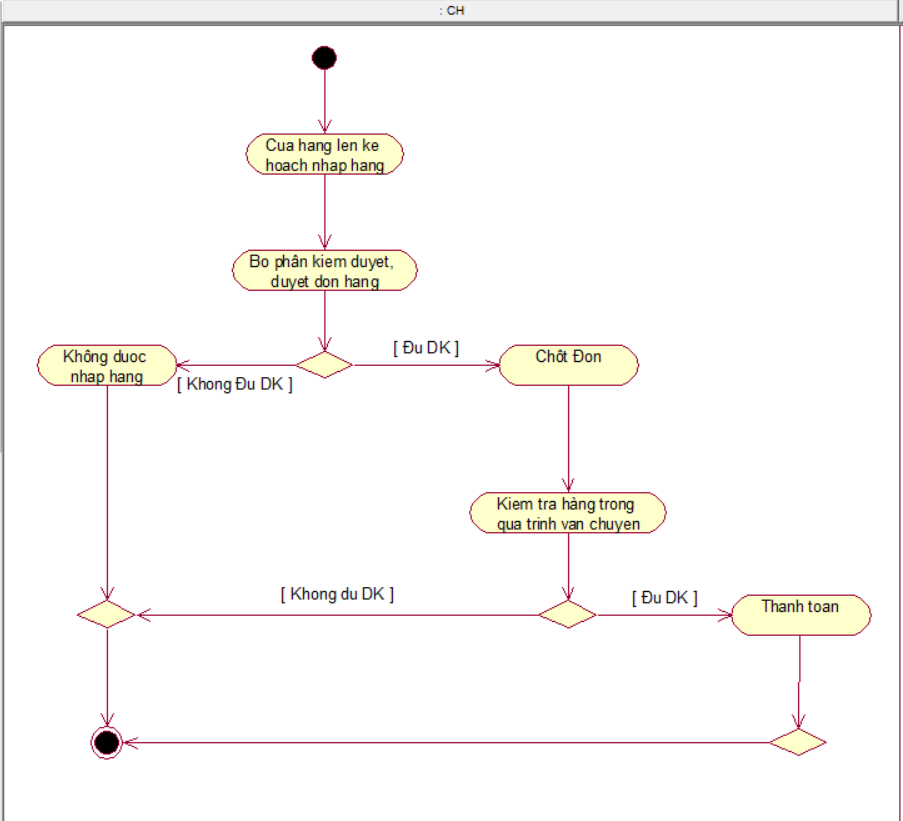 : CH
Cua hang len ke
hoach nhap hang
Bo phân kiem duyet,
duyet don hang
[ Đu DK ]
Không duoc
nhap hang
Chôt Đon
[ Khong Đu DK ]
Kiem tra hàng trong
qua trinh van chuyen
[ Khong du DK ]
[ Đu DK ]
Thanh toan